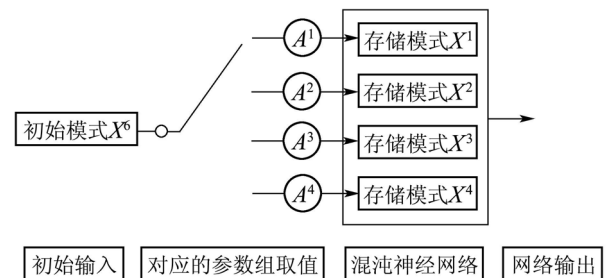 A¹ 存储模式X¹
A² 存储模式X²
初始模式X⁶
A³ 存储模式X³
A⁴ 存储模式X⁴
初始输入 对应的参数组取值 混沌神经网络 网络输出